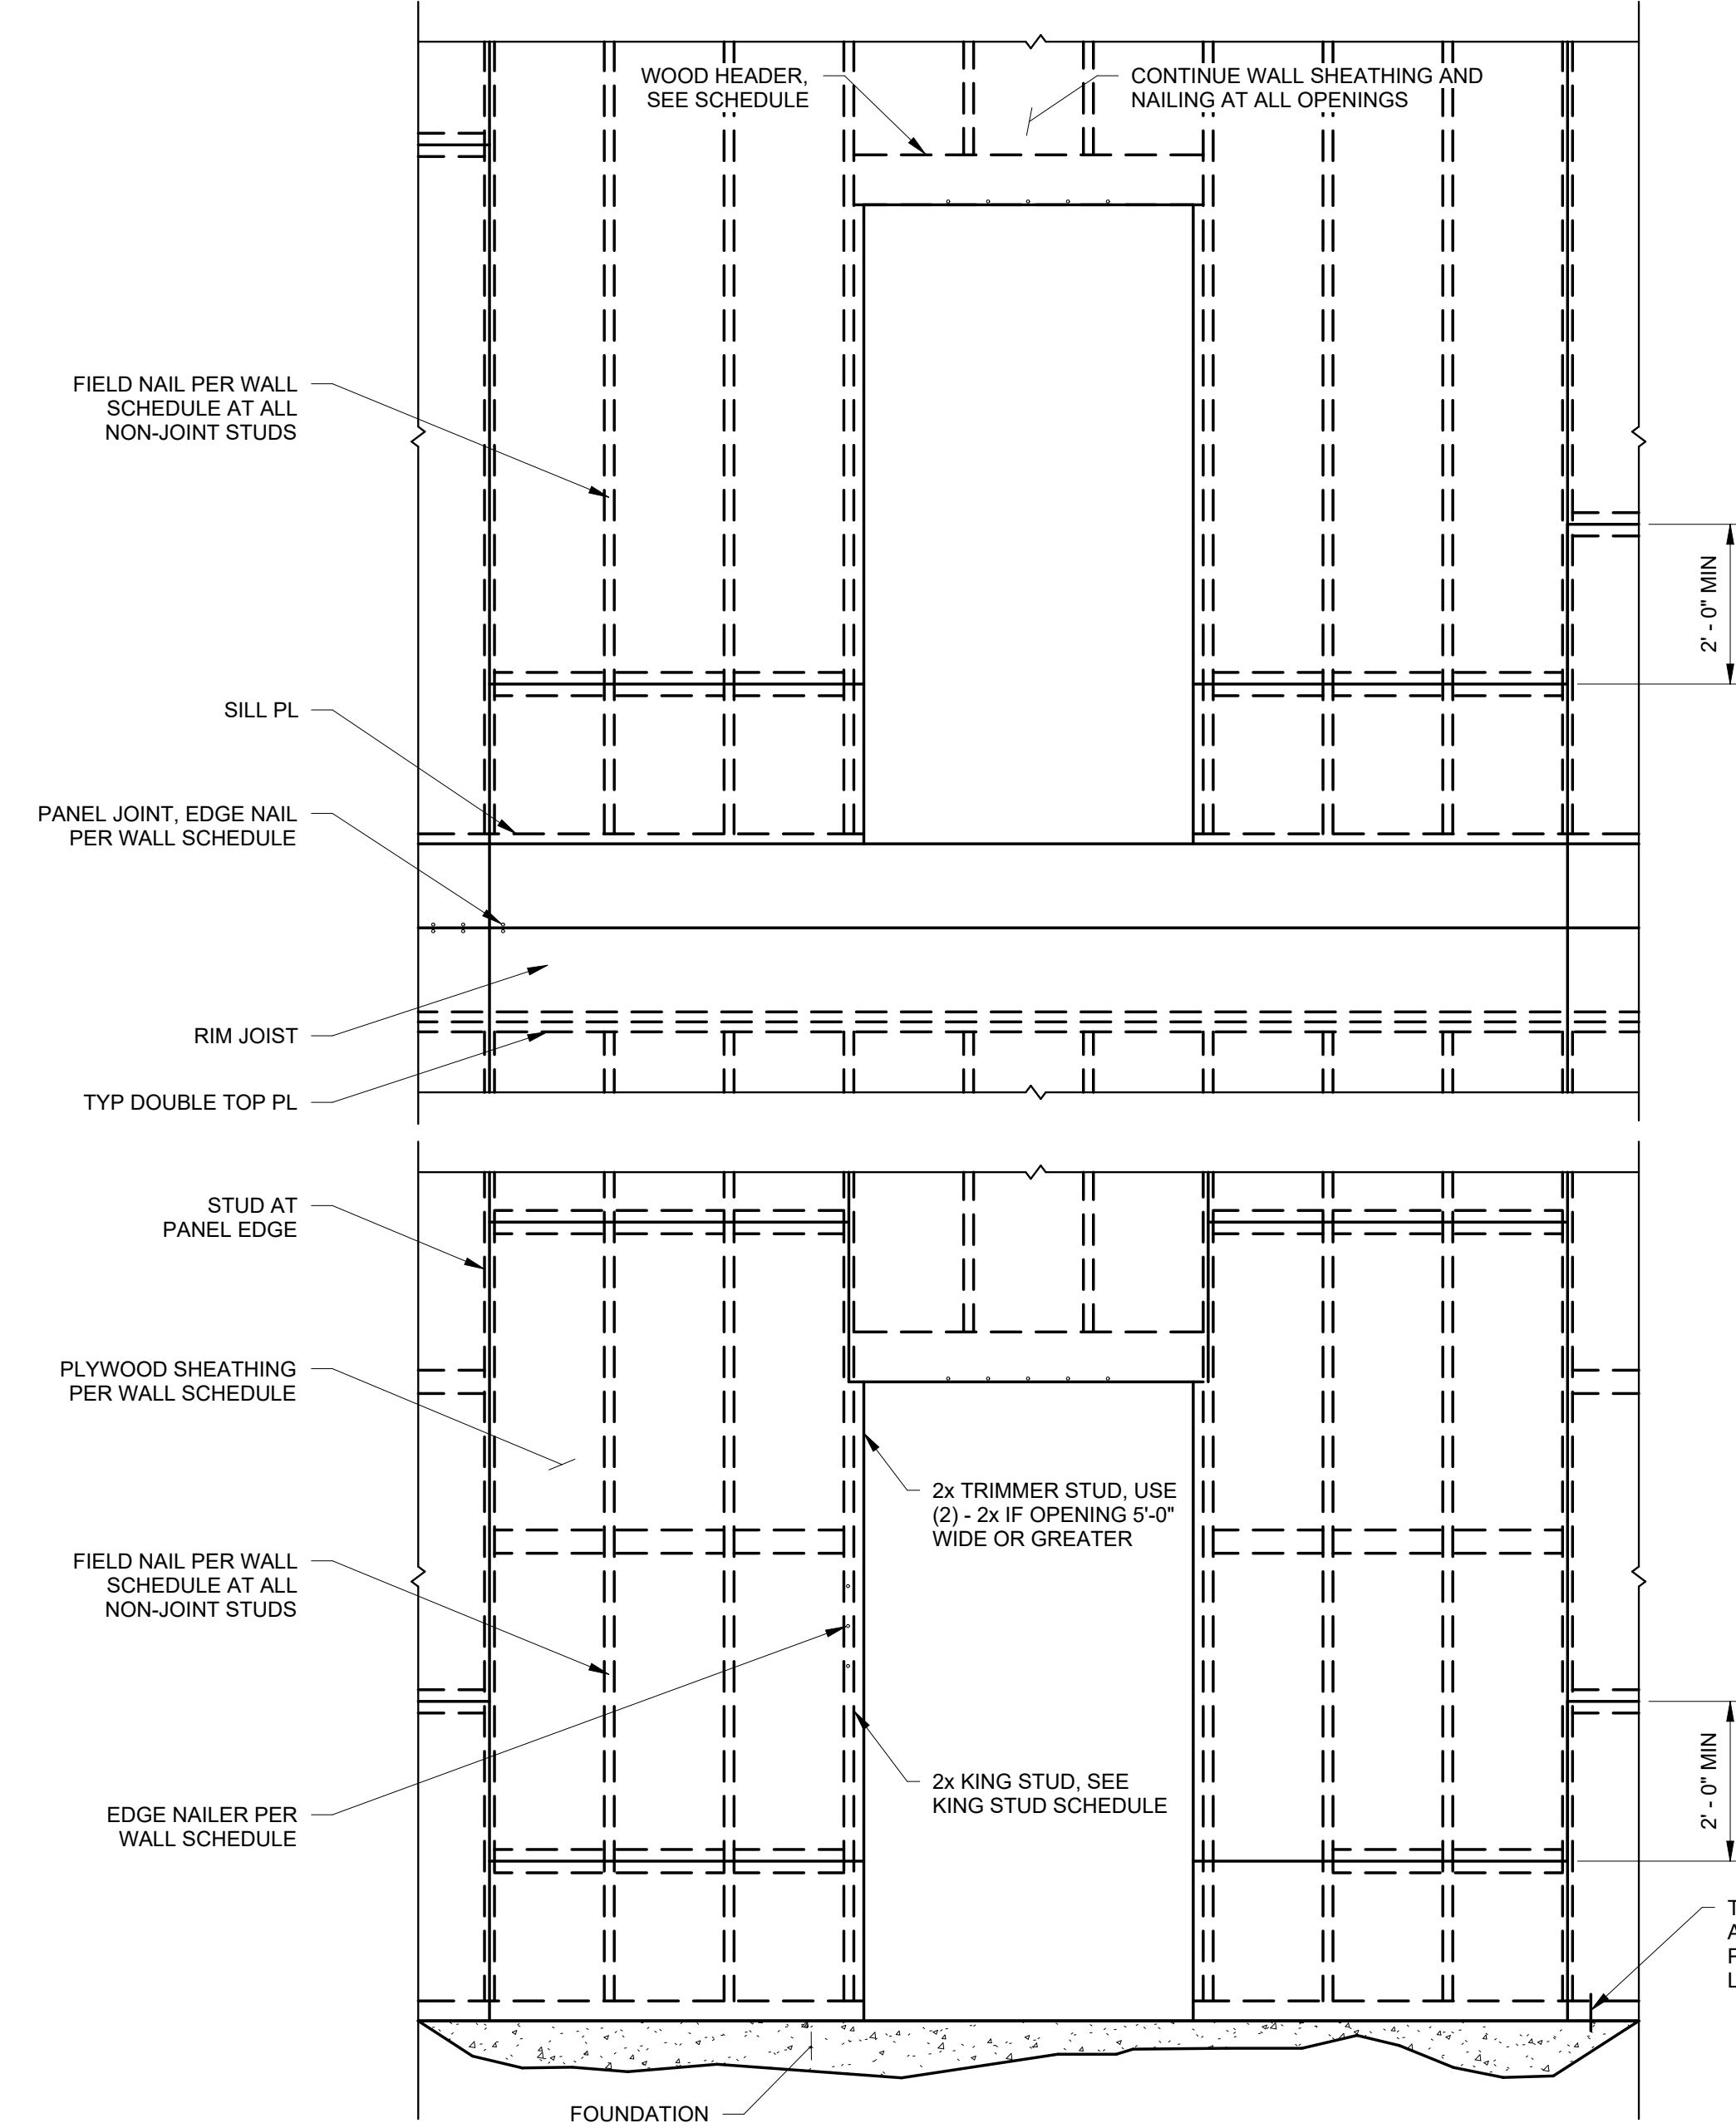 WOOD HEADER,
SEE SCHEDULE
CONTINUE WALL SHEATHING AND
NAILING AT ALL OPENINGS
FIELD NAIL PER WALL
SCHEDULE AT ALL
NON-JOINT STUDS
2' - 0" MIN
SILL PL
PANEL JOINT, EDGE NAIL
PER WALL SCHEDULE
RIM JOIST
TYP DOUBLE TOP PL
STUD AT
PANEL EDGE
PLYWOOD SHEATHING
PER WALL SCHEDULE
2x TRIMMER STUD, USE
(2) - 2x IF OPENING 5'-0"
WIDE OR GREATER
FIELD NAIL PER WALL
SCHEDULE AT ALL
NON-JOINT STUDS
2x KING STUD, SEE
KING STUD SCHEDULE
2' - 0" MIN
EDGE NAILER PER
WALL SCHEDULE
FOUNDATION